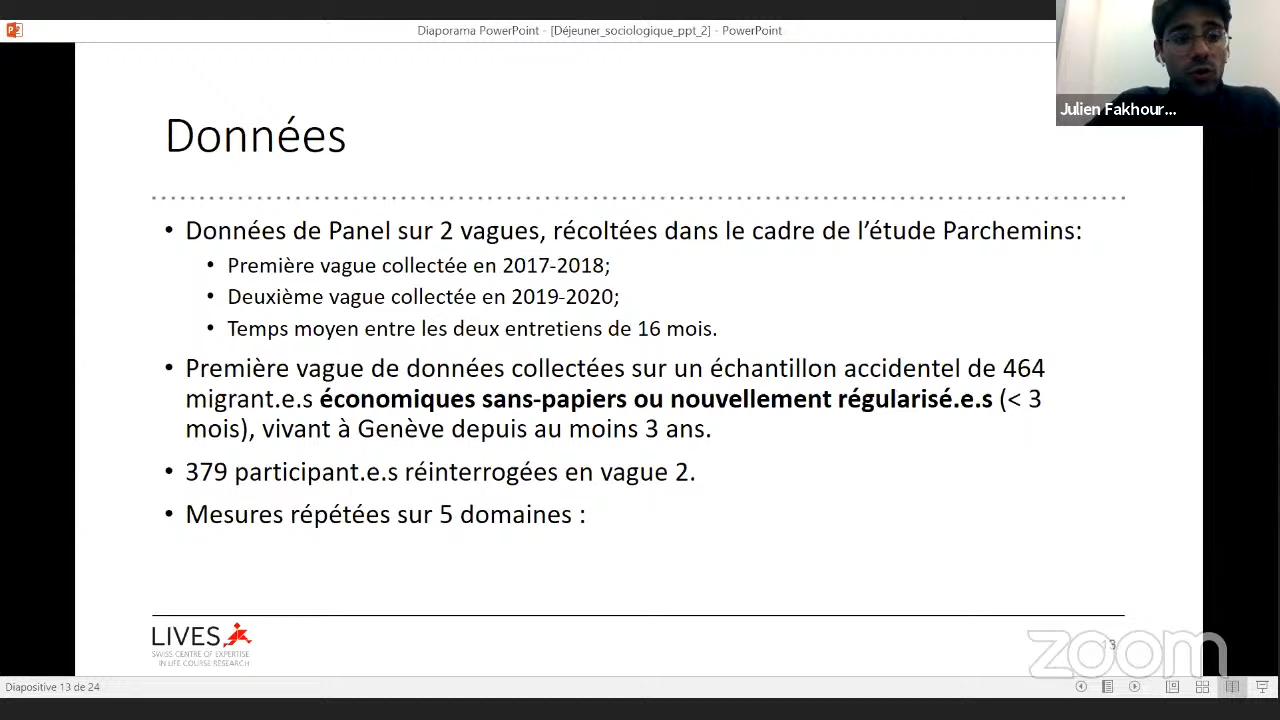 Diaporama PowerPoint - [Déjeuner_sociologique_ppt_2] - PowerPoint
Julien Fakhour...
Données
• Données de Panel sur 2 vagues, récoltées dans le cadre de l’étude Parchemins:
• Première vague collectée en 2017-2018;
• Deuxième vague collectée en 2019-2020;
• Temps moyen entre les deux entretiens de 16 mois.
• Première vague de données collectées sur un échantillon accidentel de 464
migrant.e.s économiques sans-papiers ou nouvellement régularisé.e.s (< 3
mois), vivant à Genève depuis au moins 3 ans.
• 379 participant.e.s réinterrogées en vague 2.
• Mesures répétées sur 5 domaines :
LIVES
SWISS CENTRE OF EXPERTISE
IN LIFE COURSE RESEARCH
zoom
Diapositive 13 de 24